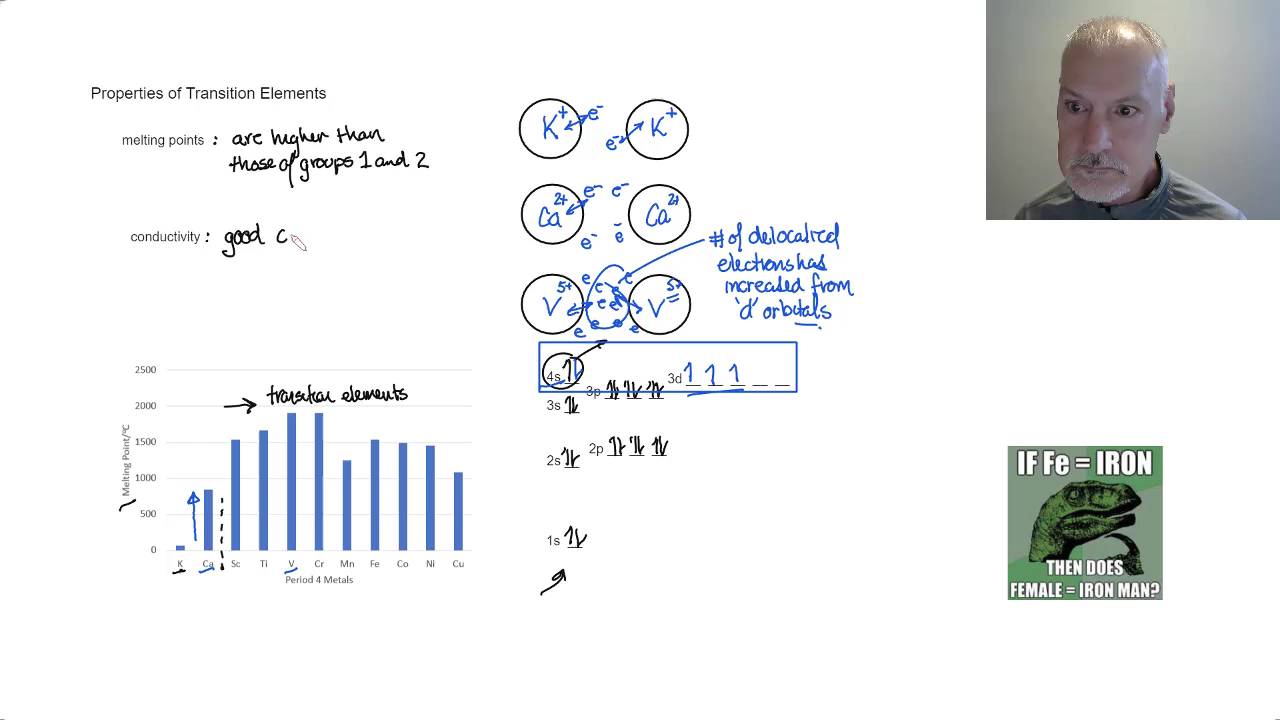 Properties of Transition Elements
melting points : are higher than
those of groups 1 and 2
conductivity : good c
K+ e- e- K+
Ca2+ e- e- e- e- Ca2+
V5+ e e e e e e e e e e V5+
# of delocalized
electrons has
increased from
'd' orbitals
4s 3p 3d
3s
2s 2p
1s
transition elements
Melting Point/°C
2500
2000
1500
1000
500
0
K Ca Sc Ti V Cr Mn Fe Co Ni Cu
Period 4 Metals
IF Fe = IRON
THEN DOES
FEMALE = IRON MAN?